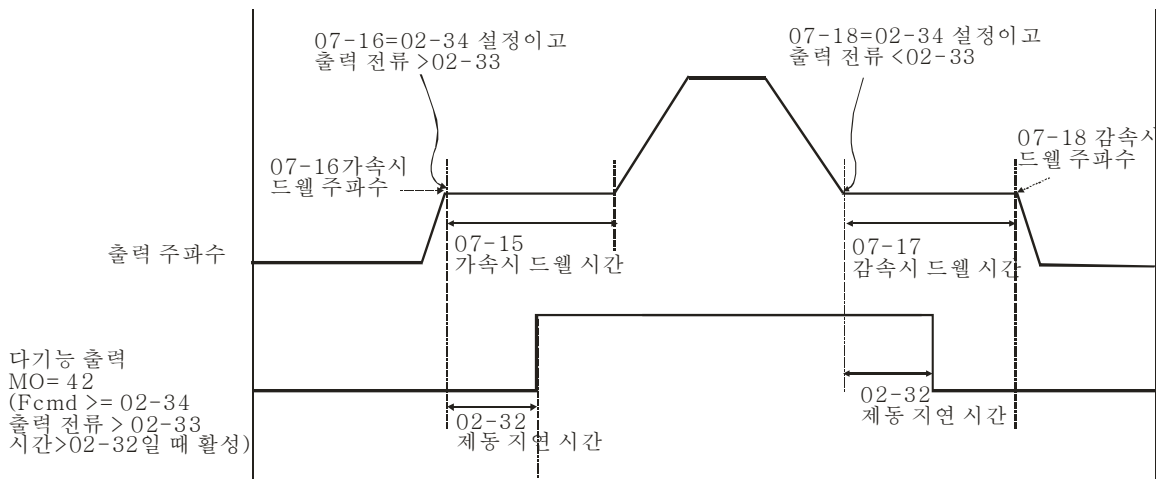 07-16=02-34 설정이고
출력 전류 >02-33
07-18=02-34 설정이고
출력 전류 <02-33
07-16가속시
드웰 주파수
07-18 감속시
드웰 주파수
출력 주파수
07-15
가속시 드웰 시간
07-17
감속시 드웰 시간
다기능 출력
MO= 42
(Fcmd >= 02-34
출력 전류 > 02-33
시간>02-32일 때 활성)
02-32
제동 지연 시간
02-32
제동 지연 시간